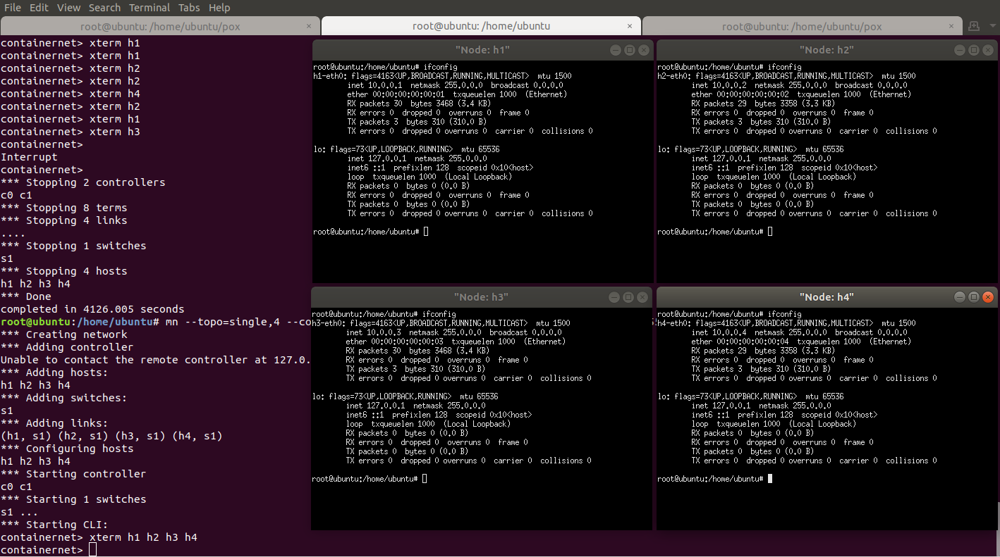 File Edit View Search Terminal Tabs Help
root@ubuntu: /home/ubuntu/pox ×
root@ubuntu: /home/ubuntu ×
root@ubuntu: /home/ubuntu/pox ×
containernet> xterm h1
containernet> xterm h1
containernet> xterm h2
containernet> xterm h2
containernet> xterm h4
containernet> xterm h2
containernet> xterm h1
containernet> xterm h3
containernet>
Interrupt
containernet>
*** Stopping 2 controllers
c0 c1
*** Stopping 8 terms
*** Stopping 4 links
....
*** Stopping 1 switches
s1
*** Stopping 4 hosts
h1 h2 h3 h4
*** Done
completed in 4126.005 seconds
root@ubuntu:/home/ubuntu# mn --topo=single,4 --co
*** Creating network
*** Adding controller
Unable to contact the remote controller at 127.0.
*** Adding hosts:
h1 h2 h3 h4
*** Adding switches:
s1
*** Adding links:
(h1, s1) (h2, s1) (h3, s1) (h4, s1)
*** Configuring hosts
h1 h2 h3 h4
*** Starting controller
c0 c1
*** Starting 1 switches
s1 ...
*** Starting CLI:
containernet> xterm h1 h2 h3 h4
containernet>
"Node: h1"
root@ubuntu:/home/ubuntu# ifconfig
h1-eth0: flags=4163<UP,BROADCAST,RUNNING,MULTICAST>  mtu 1500
inet 10.0.0.1  netmask 255.0.0.0  broadcast 0.0.0.0
ether 00:00:00:00:00:01  txqueuelen 1000  (Ethernet)
RX packets 30  bytes 3468 (3.4 KB)
RX errors 0  dropped 0  overruns 0  frame 0
TX packets 3  bytes 310 (310.0 B)
TX errors 0  dropped 0 overruns 0  carrier 0  collisions 0
lo: flags=73<UP,LOOPBACK,RUNNING>  mtu 65536
inet 127.0.0.1  netmask 255.0.0.0
inet6 ::1  prefixlen 128  scopeid 0x10<host>
loop  txqueuelen 1000  (Local Loopback)
RX packets 0  bytes 0 (0.0 B)
RX errors 0  dropped 0  overruns 0  frame 0
TX packets 0  bytes 0 (0.0 B)
TX errors 0  dropped 0 overruns 0  carrier 0  collisions 0
root@ubuntu:/home/ubuntu#
"Node: h2"
root@ubuntu:/home/ubuntu# ifconfig
h2-eth0: flags=4163<UP,BROADCAST,RUNNING,MULTICAST>  mtu 1500
inet 10.0.0.2  netmask 255.0.0.0  broadcast 0.0.0.0
ether 00:00:00:00:00:02  txqueuelen 1000  (Ethernet)
RX packets 29  bytes 3358 (3.3 KB)
RX errors 0  dropped 0  overruns 0  frame 0
TX packets 3  bytes 310 (310.0 B)
TX errors 0  dropped 0 overruns 0  carrier 0  collisions 0
lo: flags=73<UP,LOOPBACK,RUNNING>  mtu 65536
inet 127.0.0.1  netmask 255.0.0.0
inet6 ::1  prefixlen 128  scopeid 0x10<host>
loop  txqueuelen 1000  (Local Loopback)
RX packets 0  bytes 0 (0.0 B)
RX errors 0  dropped 0  overruns 0  frame 0
TX packets 0  bytes 0 (0.0 B)
TX errors 0  dropped 0 overruns 0  carrier 0  collisions 0
root@ubuntu:/home/ubuntu#
"Node: h3"
root@ubuntu:/home/ubuntu# ifconfig
h3-eth0: flags=4163<UP,BROADCAST,RUNNING,MULTICAST>  mtu 1500
inet 10.0.0.3  netmask 255.0.0.0  broadcast 0.0.0.0
ether 00:00:00:00:00:03  txqueuelen 1000  (Ethernet)
RX packets 30  bytes 3468 (3.4 KB)
RX errors 0  dropped 0  overruns 0  frame 0
TX packets 3  bytes 310 (310.0 B)
TX errors 0  dropped 0 overruns 0  carrier 0  collisions 0
lo: flags=73<UP,LOOPBACK,RUNNING>  mtu 65536
inet 127.0.0.1  netmask 255.0.0.0
inet6 ::1  prefixlen 128  scopeid 0x10<host>
loop  txqueuelen 1000  (Local Loopback)
RX packets 0  bytes 0 (0.0 B)
RX errors 0  dropped 0  overruns 0  frame 0
TX packets 0  bytes 0 (0.0 B)
TX errors 0  dropped 0 overruns 0  carrier 0  collisions 0
root@ubuntu:/home/ubuntu#
"Node: h4"
root@ubuntu:/home/ubuntu# ifconfig
h4-eth0: flags=4163<UP,BROADCAST,RUNNING,MULTICAST>  mtu 1500
inet 10.0.0.4  netmask 255.0.0.0  broadcast 0.0.0.0
ether 00:00:00:00:00:04  txqueuelen 1000  (Ethernet)
RX packets 29  bytes 3358 (3.3 KB)
RX errors 0  dropped 0  overruns 0  frame 0
TX packets 3  bytes 310 (310.0 B)
TX errors 0  dropped 0 overruns 0  carrier 0  collisions 0
lo: flags=73<UP,LOOPBACK,RUNNING>  mtu 65536
inet 127.0.0.1  netmask 255.0.0.0
inet6 ::1  prefixlen 128  scopeid 0x10<host>
loop  txqueuelen 1000  (Local Loopback)
RX packets 0  bytes 0 (0.0 B)
RX errors 0  dropped 0  overruns 0  frame 0
TX packets 0  bytes 0 (0.0 B)
TX errors 0  dropped 0 overruns 0  carrier 0  collisions 0
root@ubuntu:/home/ubuntu#